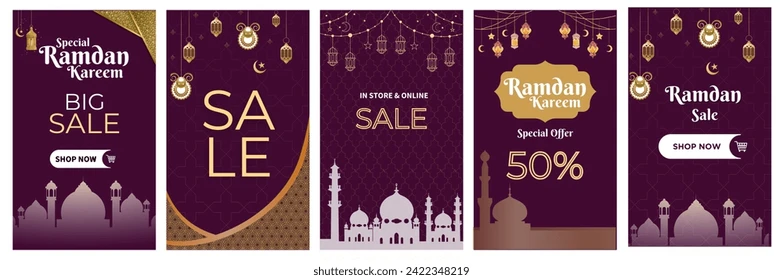 Special
Ramdan
Kareem
BIG
SALE
SHOP NOW
SA
LE
IN STORE & ONLINE
SALE
Ramdan
Kareem
Special Offer
50%
Ramdan
Sale
SHOP NOW
shutterstock.com · 2422348219